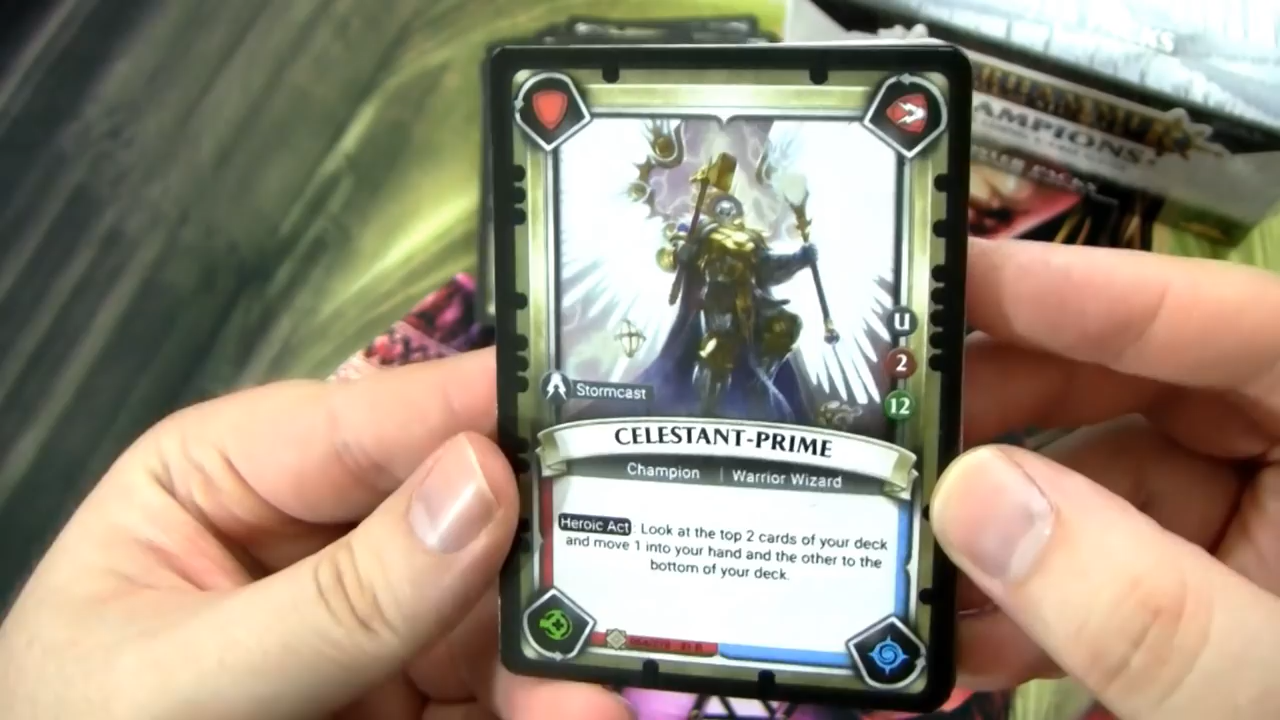 AMPIONS
U
2
12
Stormcast
CELESTANT-PRIME
Champion | Warrior Wizard
Heroic Act : Look at the top 2 cards of your deck
and move 1 into your hand and the other to the
bottom of your deck.